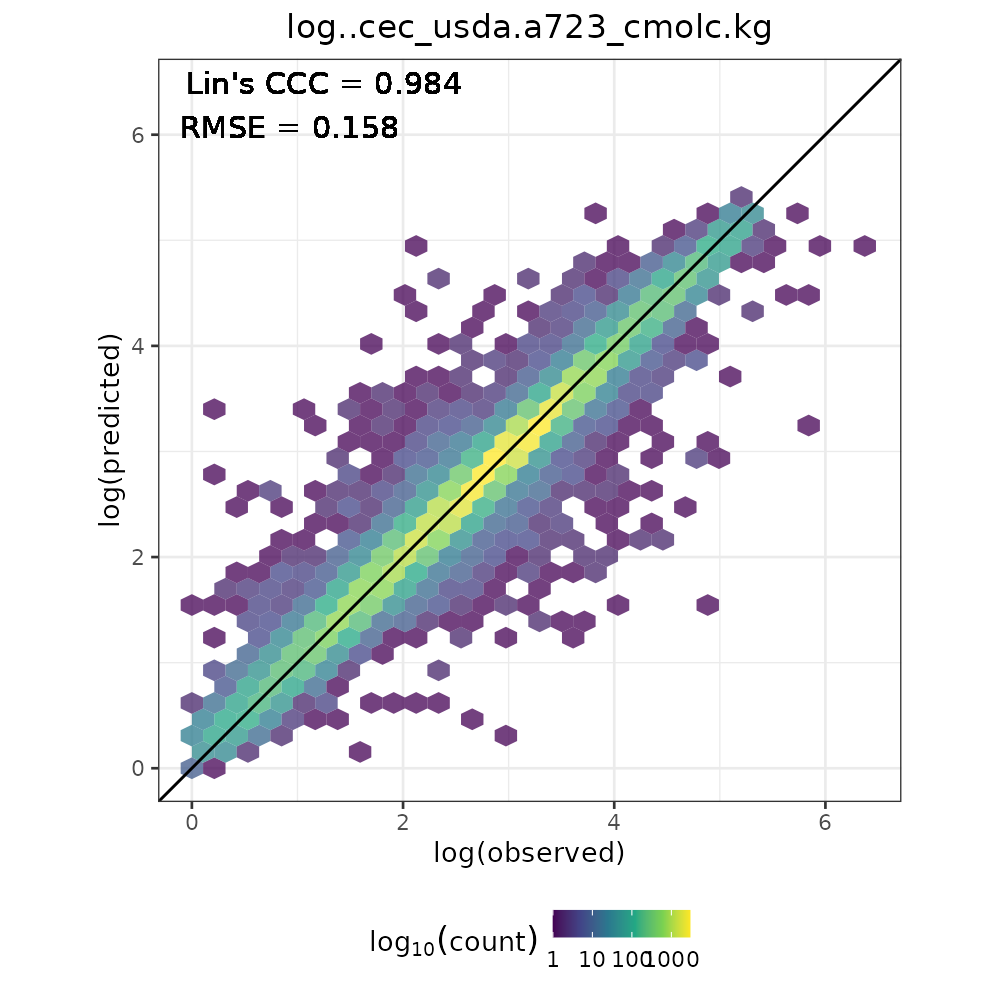 log..cec_usda.a723_cmolc.kg
Lin's CCC = 0.984
RMSE = 0.158
6
4
2
0
log(predicted)
0 2 4 6
log(observed)
log₁₀(count)
1 10 100 1000